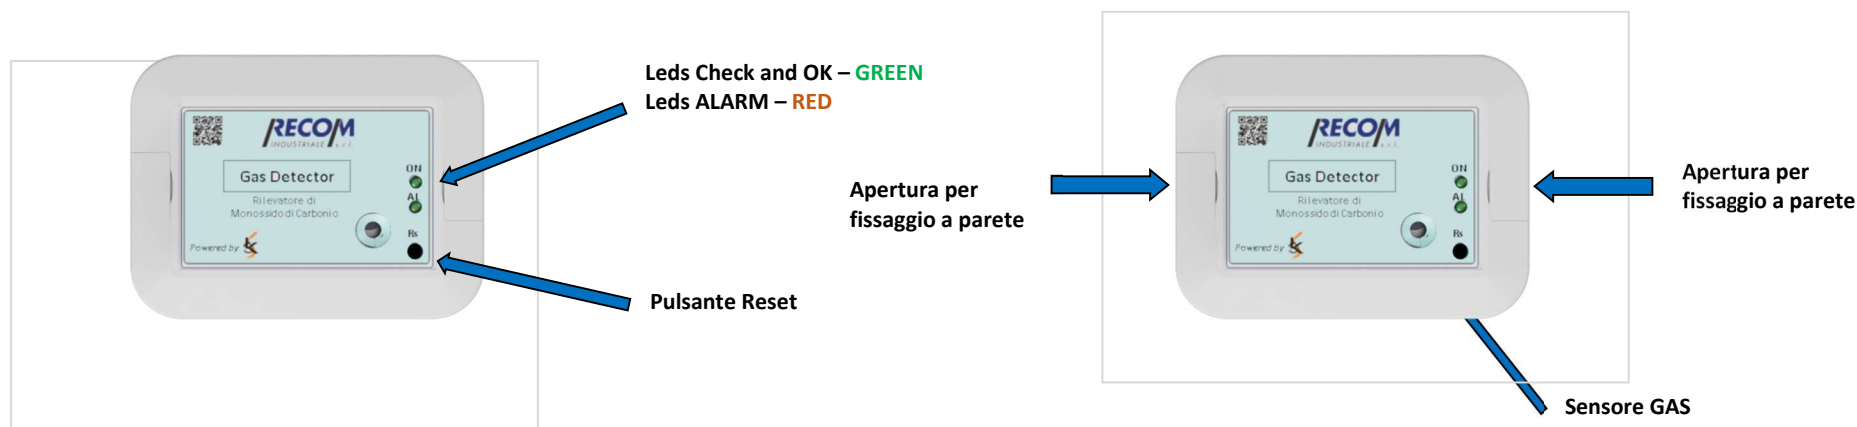 Leds Check and OK – GREEN
Leds ALARM – RED
RECOM
INDUSTRIALE s.r.l.
Gas Detector
Rilevatore di
Monossido di Carbonio
ON
AL
Rs
Powered by
Pulsante Reset
Apertura per
fissaggio a parete
RECOM
INDUSTRIALE s.r.l.
Gas Detector
Rilevatore di
Monossido di Carbonio
ON
AL
Rs
Powered by
Apertura per
fissaggio a parete
Sensore GAS